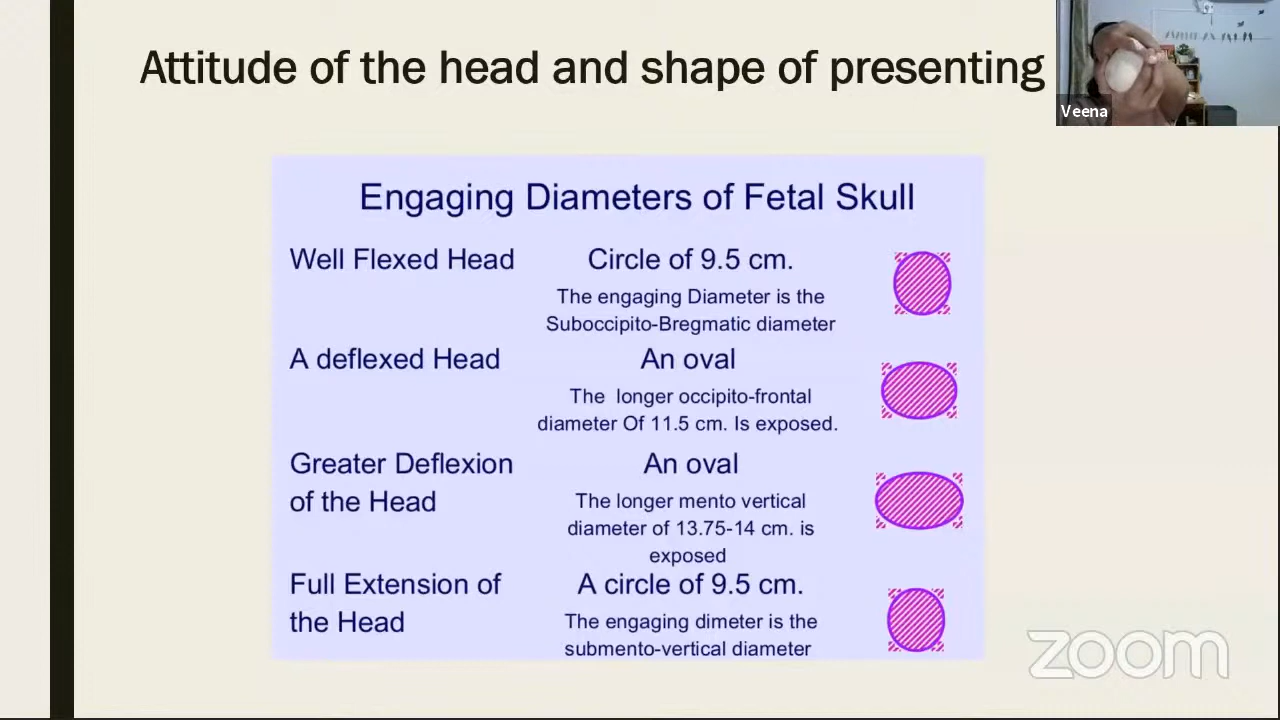 Attitude of the head and shape of presenting
Veena
Engaging Diameters of Fetal Skull
Well Flexed Head
Circle of 9.5 cm.
The engaging Diameter is the
Suboccipito-Bregmatic diameter
A deflexed Head
An oval
The longer occipito-frontal
diameter Of 11.5 cm. Is exposed.
Greater Deflexion
of the Head
An oval
The longer mento vertical
diameter of 13.75-14 cm. is
exposed
Full Extension of
the Head
A circle of 9.5 cm.
The engaging dimeter is the
submento-vertical diameter
zoom